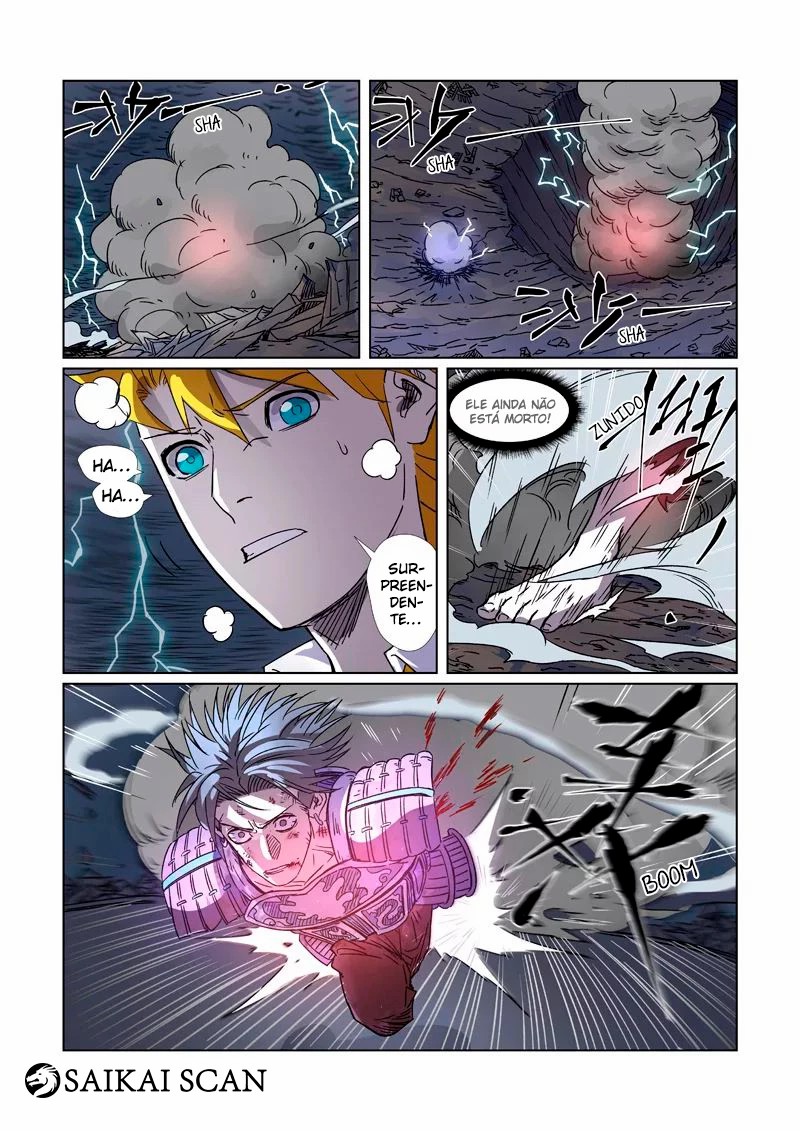 SHA
SHA
SHA
HA...
HA...
SUR-
PREEN-
DEN-
TE...
ELE AINDA NÃO
ESTÁ MORTO!
ZUNIDO
BOOM
SAIKAI SCAN